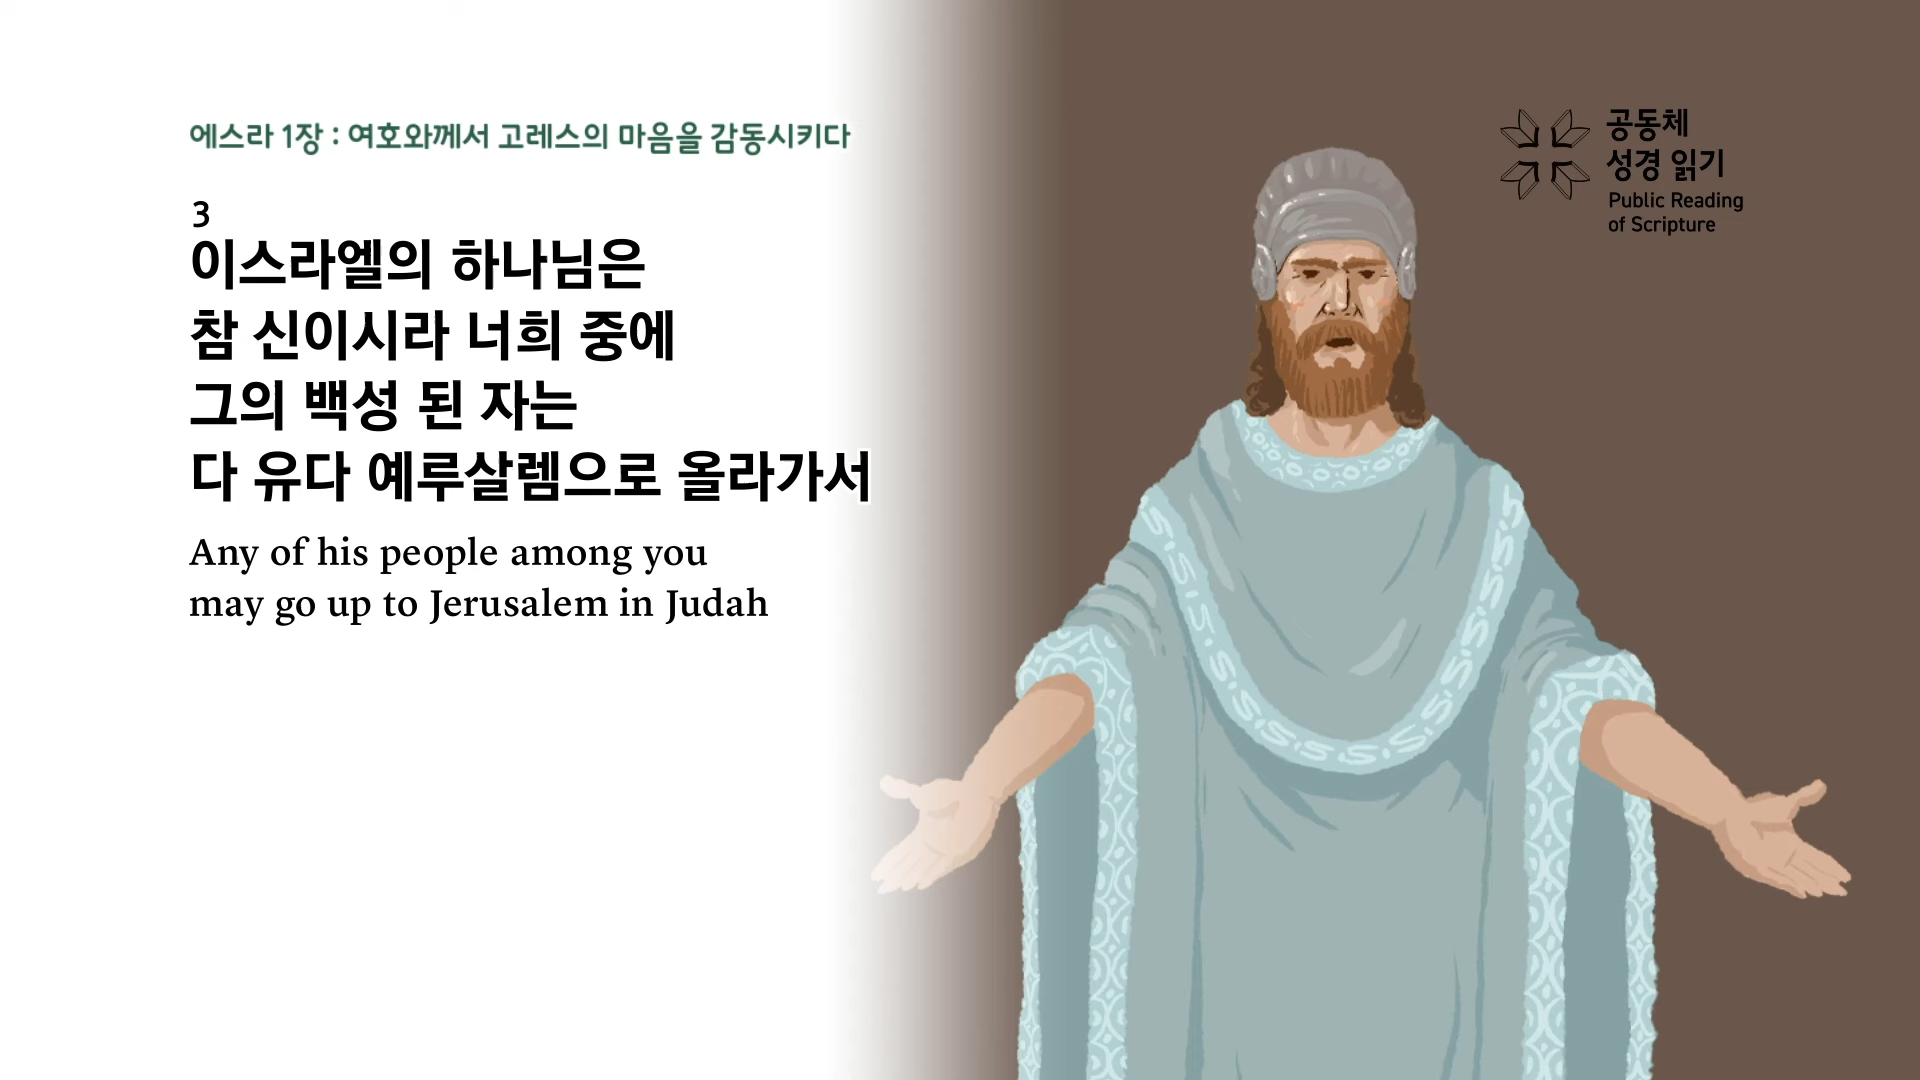 에스라 1장 : 여호와께서 고레스의 마음을 감동시키다
3
이스라엘의 하나님은
참 신이시라 너희 중에
그의 백성 된 자는
다 유다 예루살렘으로 올라가서
Any of his people among you
may go up to Jerusalem in Judah
공동체
성경 읽기
Public Reading
of Scripture